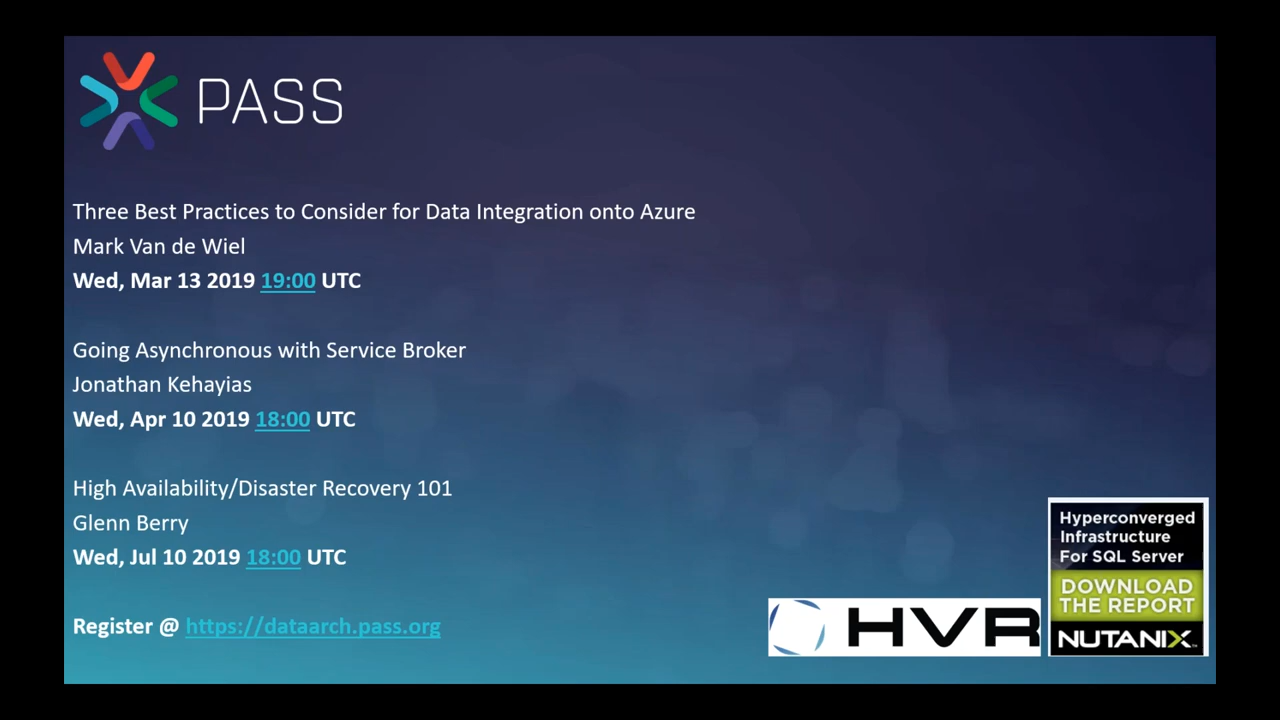 PASS
Three Best Practices to Consider for Data Integration onto Azure
Mark Van de Wiel
Wed, Mar 13 2019 19:00 UTC
Going Asynchronous with Service Broker
Jonathan Kehayias
Wed, Apr 10 2019 18:00 UTC
High Availability/Disaster Recovery 101
Glenn Berry
Wed, Jul 10 2019 18:00 UTC
Register @ https://dataarch.pass.org
HVR
Hyperconverged
Infrastructure
For SQL Server
DOWNLOAD
THE REPORT
NUTANIX™